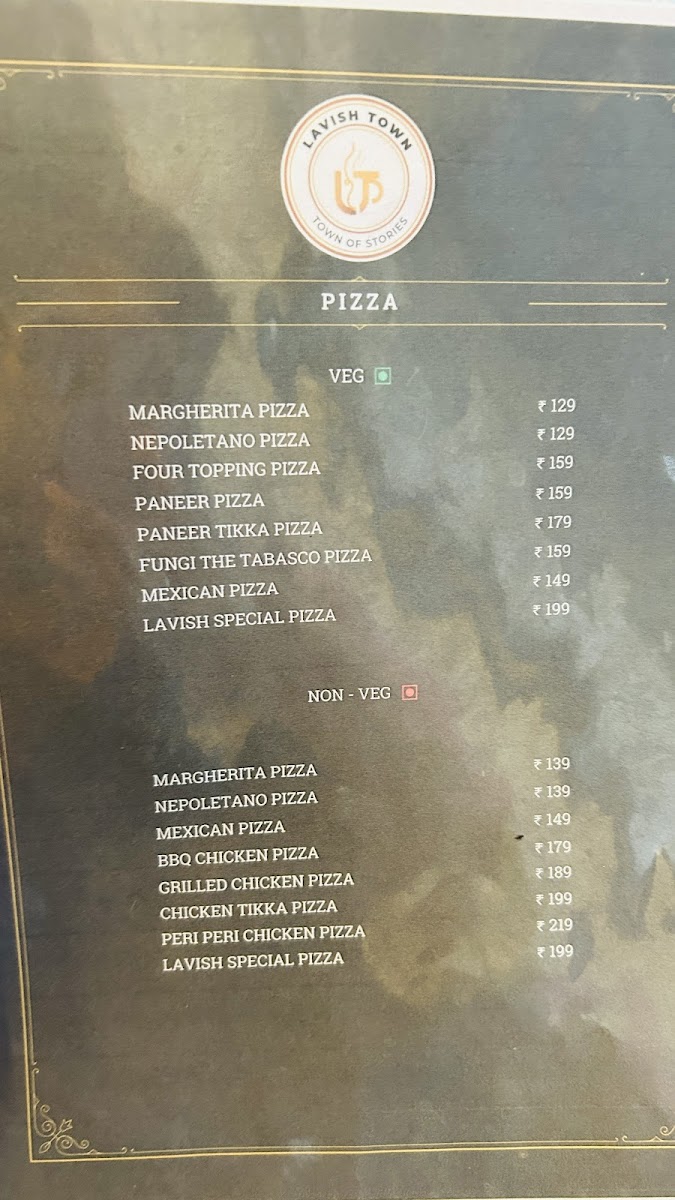 LAVISH TOWN
LT
TOWN OF STORIES
PIZZA
VEG
MARGHERITA PIZZA ₹ 129
NEPOLETANO PIZZA ₹ 129
FOUR TOPPING PIZZA ₹ 159
PANEER PIZZA ₹ 159
PANEER TIKKA PIZZA ₹ 179
FUNGI THE TABASCO PIZZA ₹ 159
MEXICAN PIZZA ₹ 149
LAVISH SPECIAL PIZZA ₹ 199
NON - VEG
MARGHERITA PIZZA ₹ 139
NEPOLETANO PIZZA ₹ 139
MEXICAN PIZZA ₹ 149
BBQ CHICKEN PIZZA ₹ 179
GRILLED CHICKEN PIZZA ₹ 189
CHICKEN TIKKA PIZZA ₹ 199
PERI PERI CHICKEN PIZZA ₹ 219
LAVISH SPECIAL PIZZA ₹ 199